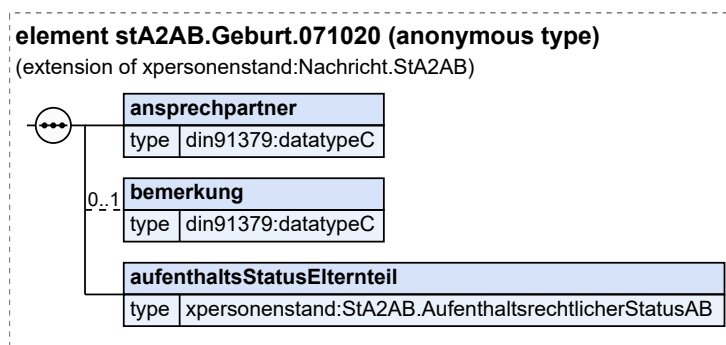 element stA2AB.Geburt.071020 (anonymous type)
(extension of xpersonenstand:Nachricht.StA2AB)
ansprechpartner
type din91379:datatypeC
0..1 bemerkung
type din91379:datatypeC
aufenthaltsStatusElternteil
type xpersonenstand:StA2AB.AufenthaltsrechtlicherStatusAB